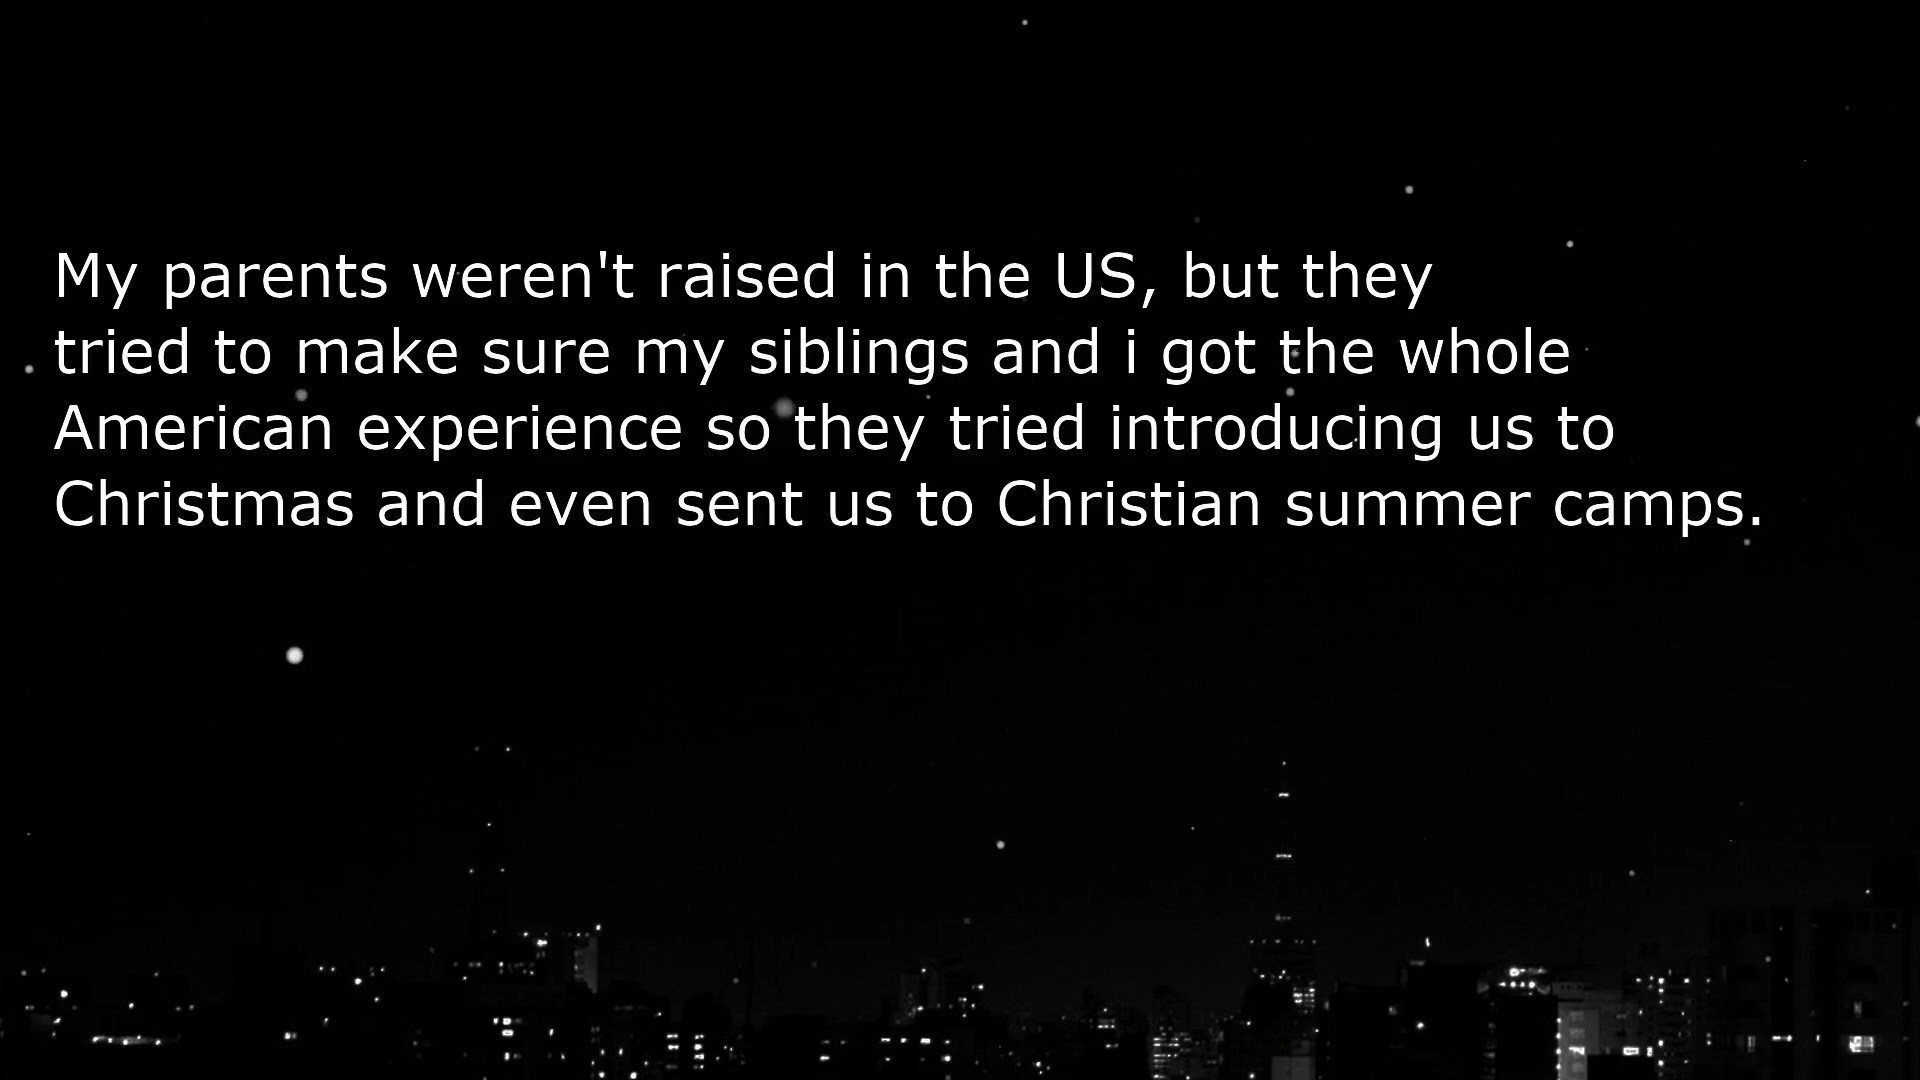 My parents weren't raised in the US, but they
tried to make sure my siblings and i got the whole
American experience so they tried introducing us to
Christmas and even sent us to Christian summer camps.